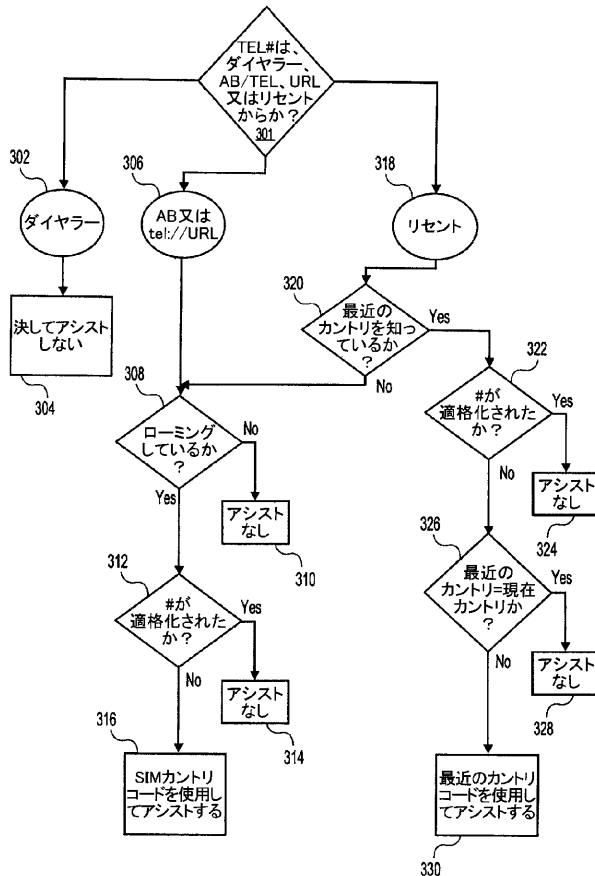 TEL#は、
ダイヤラー、
AB/TEL、URL
又はリセント
からか?
301
302
ダイヤラー
決してアシスト
しない
304
306
AB又は
tel://URL
318
リセント
320
最近の
カントリを知っ
ているか
?
Yes
No
308
ローミング
しているか
?
No
Yes
アシスト
なし
310
312
#が
適格化された
か?
Yes
No
アシスト
なし
314
316
SIMカントリ
コードを使用し
てアシストする
322
#が
適格化された
か?
Yes
No
アシスト
なし
324
326
最近の
カントリ=現在
カントリか
?
Yes
No
アシスト
なし
328
最近のカントリ
コードを使用し
てアシストする
330